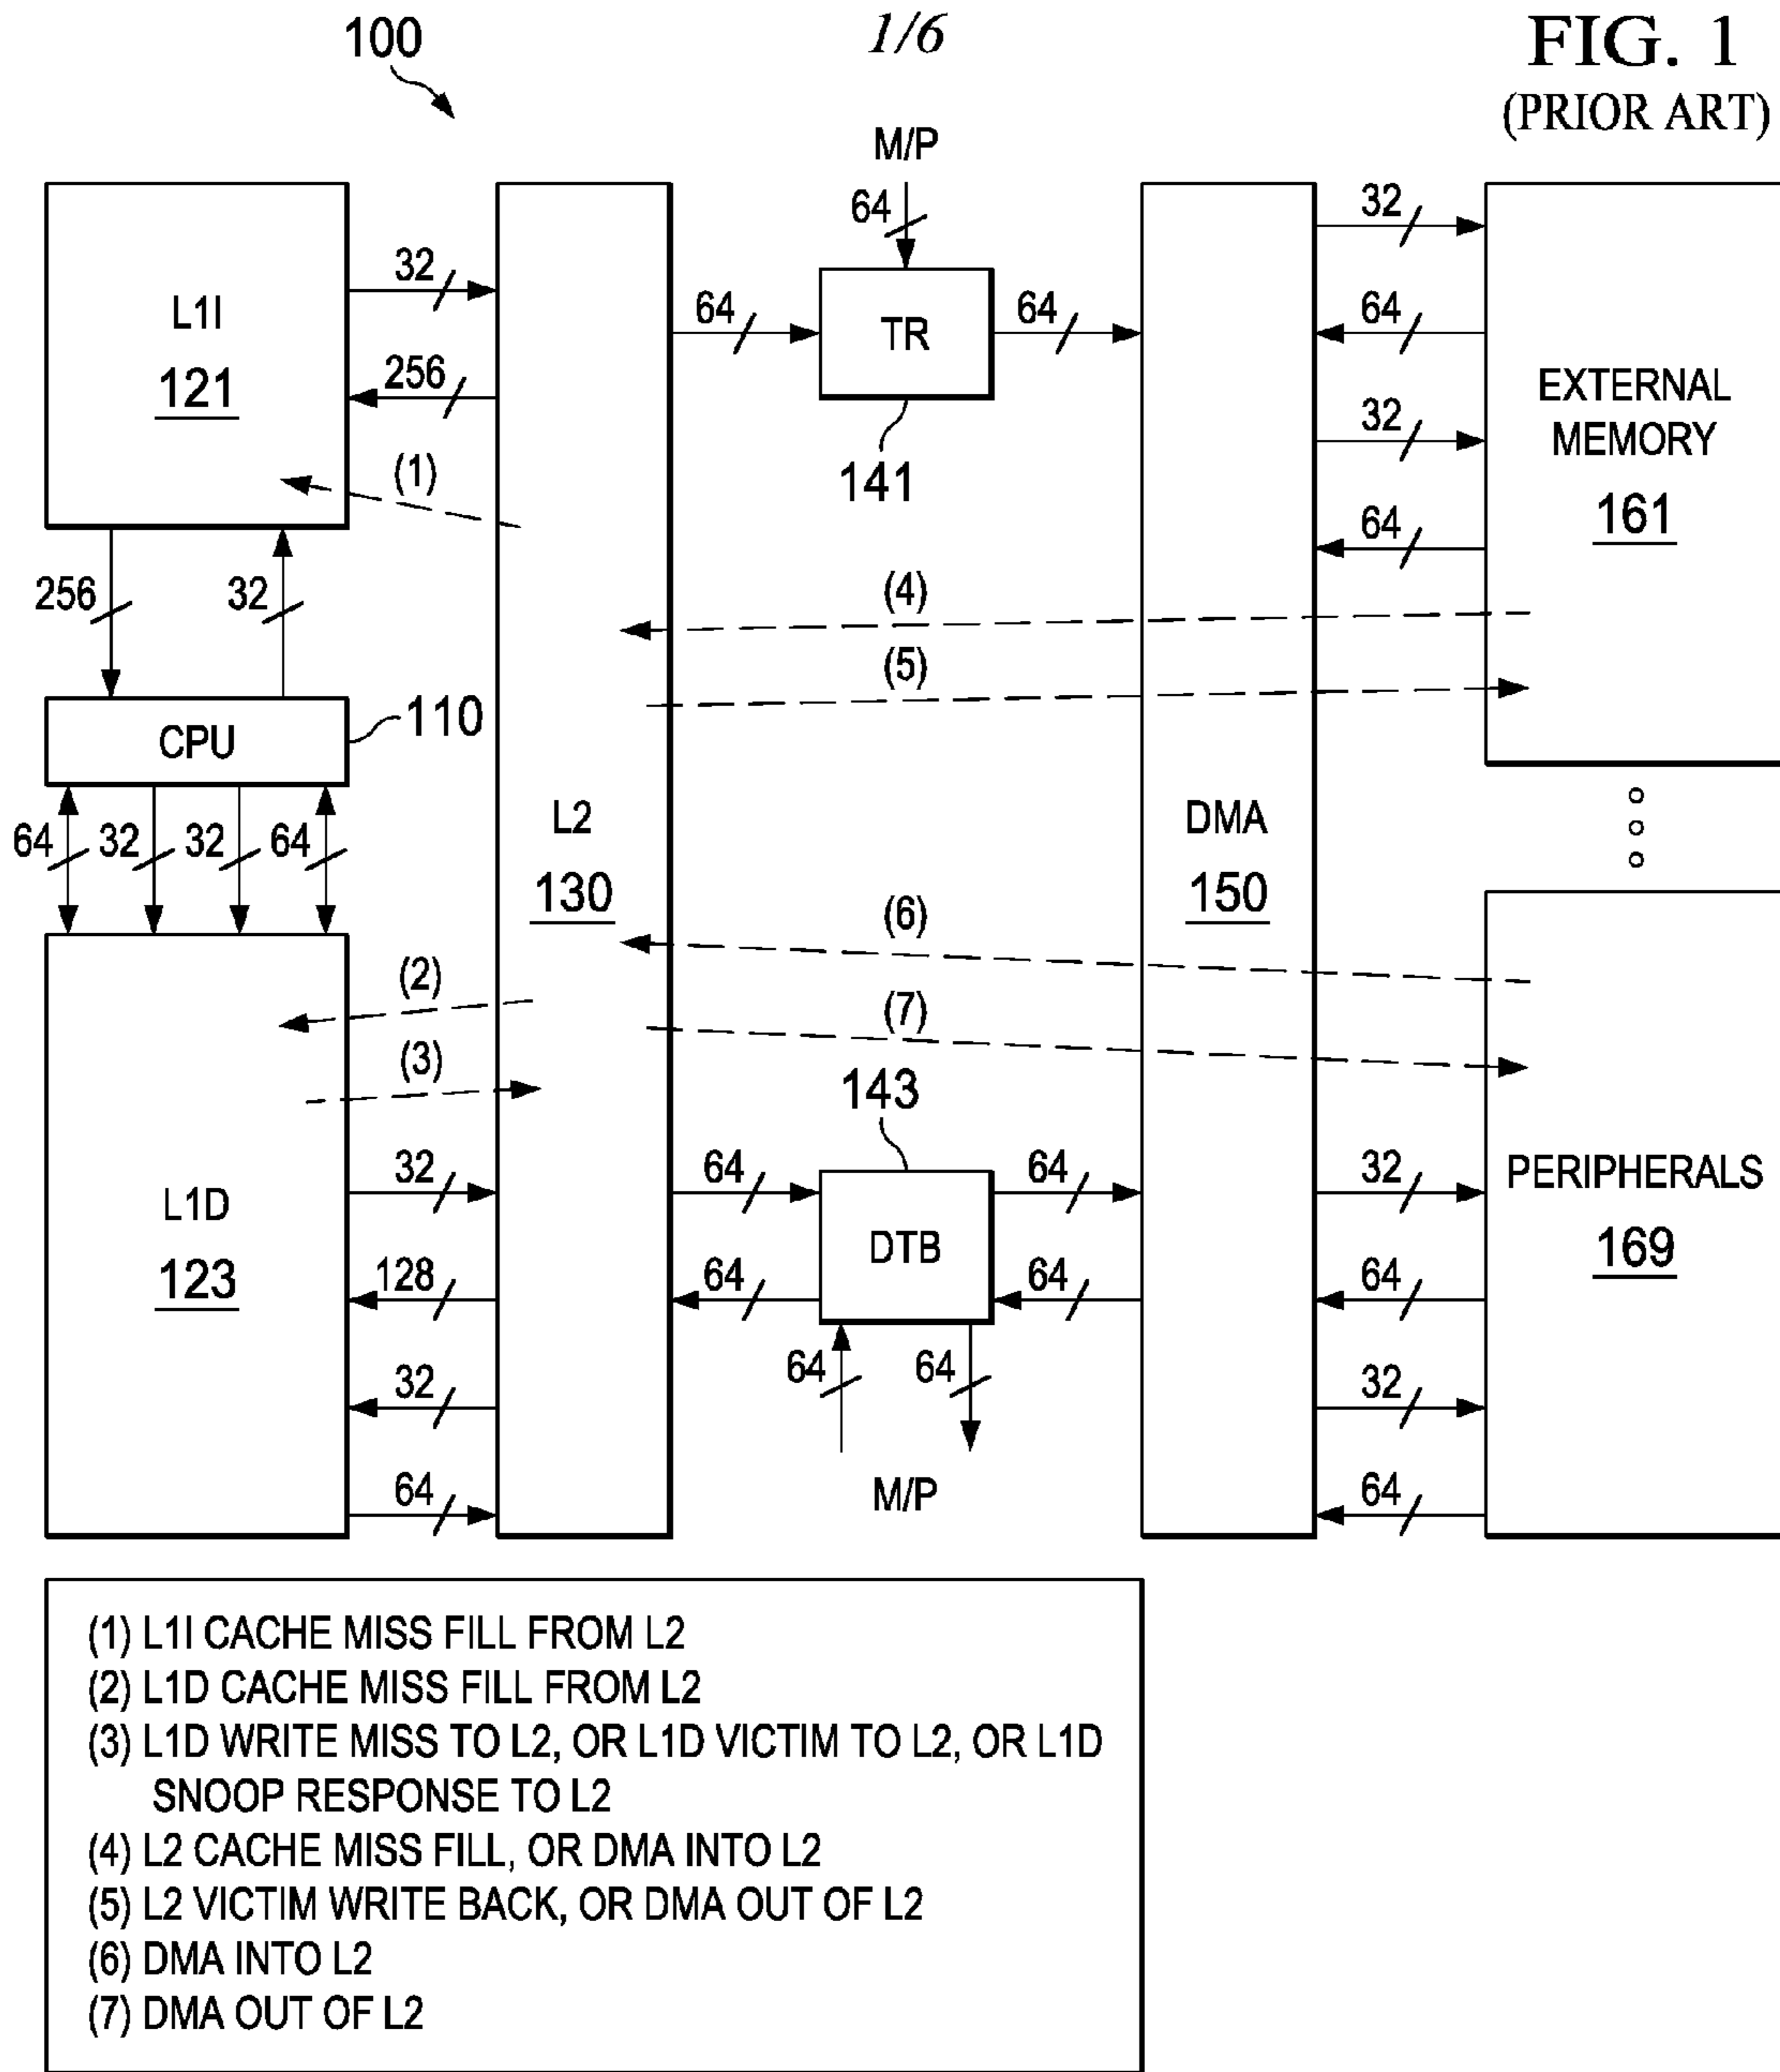 100
1/6
FIG. 1
(PRIOR ART)
M/P
64
L1I
121
32
256
(1)
64
TR
64
141
32
64
32
64
EXTERNAL
MEMORY
161
256
32
(4)
(5)
CPU
110
64
32
32
64
L2
130
DMA
150
(6)
(7)
(2)
(3)
143
L1D
123
32
128
32
64
64
64
DTB
64
64
64
64
M/P
32
64
32
64
PERIPHERALS
169
(1) L1I CACHE MISS FILL FROM L2
(2) L1D CACHE MISS FILL FROM L2
(3) L1D WRITE MISS TO L2, OR L1D VICTIM TO L2, OR L1D
SNOOP RESPONSE TO L2
(4) L2 CACHE MISS FILL, OR DMA INTO L2
(5) L2 VICTIM WRITE BACK, OR DMA OUT OF L2
(6) DMA INTO L2
(7) DMA OUT OF L2